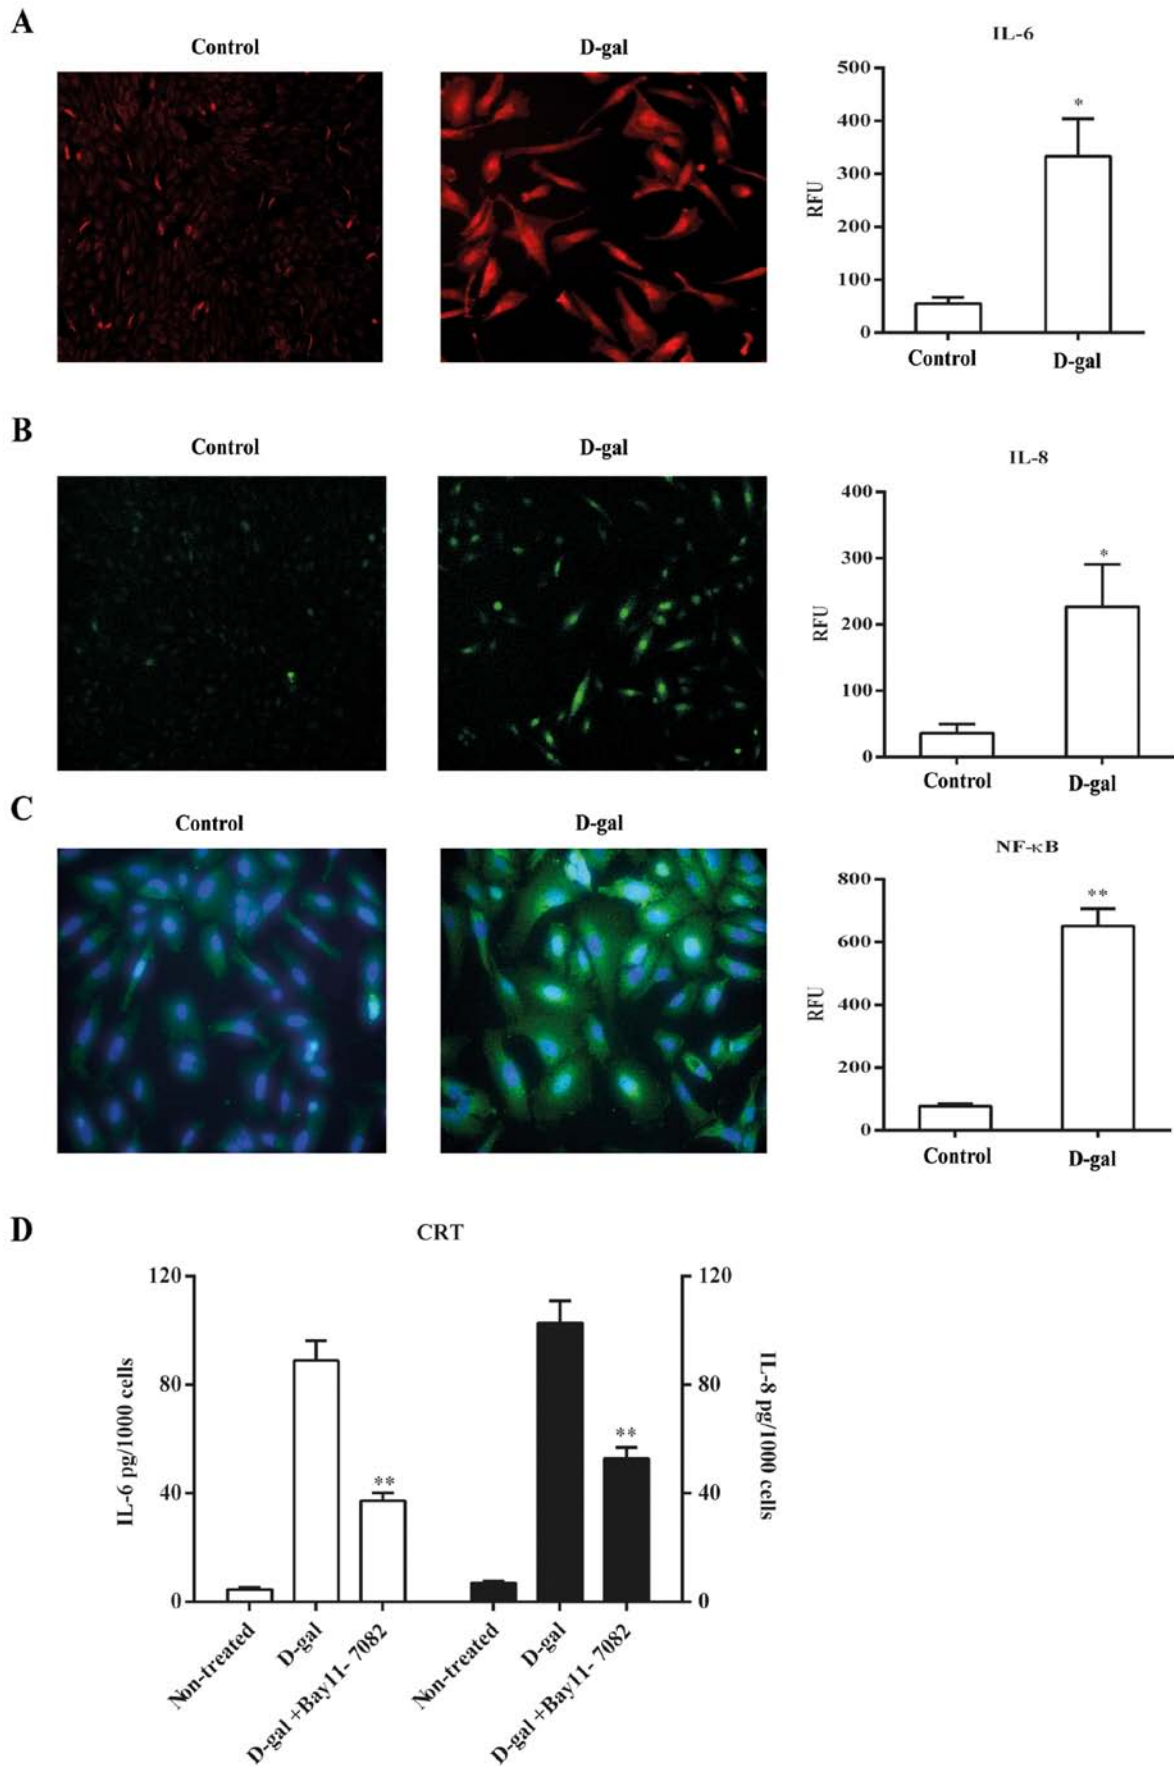 A
Control
D-gal
IL-6
500
400
300
200
100
0
RFU
*
Control
D-gal
B
Control
D-gal
IL-8
400
300
200
100
0
RFU
*
Control
D-gal
C
Control
D-gal
NF-κB
800
600
400
200
0
RFU
**
Control
D-gal
D
CRT
120
80
40
0
IL-6 pg/1000 cells
**
**
120
80
40
0
IL-8 pg/1000 cells
Non-treated
D-gal
D-gal +Bay11- 7082
Non-treated
D-gal
D-gal +Bay11- 7082